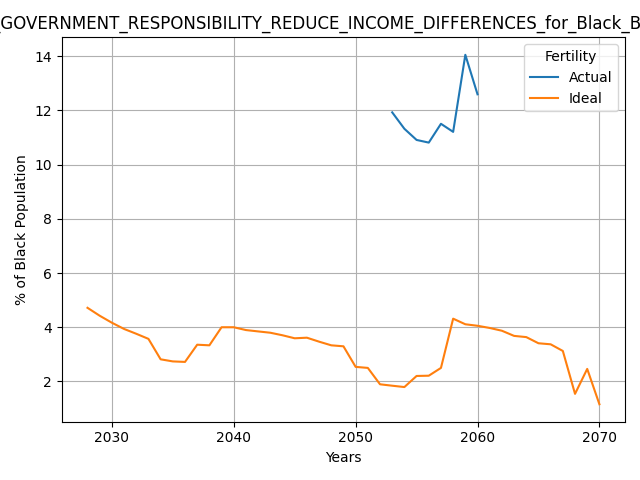 GOVERNMENT_RESPONSIBILITY_REDUCE_INCOME_DIFFERENCES_for_Black_B
Fertility
Actual
Ideal
14
12
10
8
6
4
2
% of Black Population
2030
2040
2050
2060
2070
Years